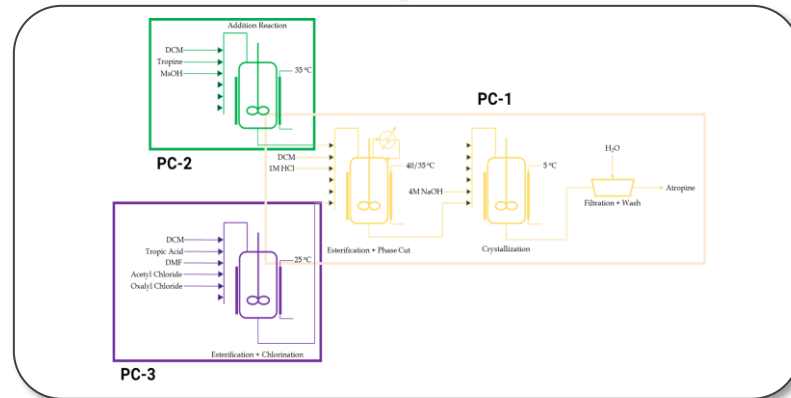 Addition Reaction
DCM
Tropine
MsOH
35 ºC
PC-2
PC-1
DCM
1M HCl
40/35 ºC
4M NaOH
5 ºC
H₂O
Atropine
Filtration + Wash
Esterification + Phase Cut
Crystallization
DCM
Tropic Acid
DMF
Acetyl Chloride
Oxalyl Chloride
25 ºC
Esterification + Chlorination
PC-3